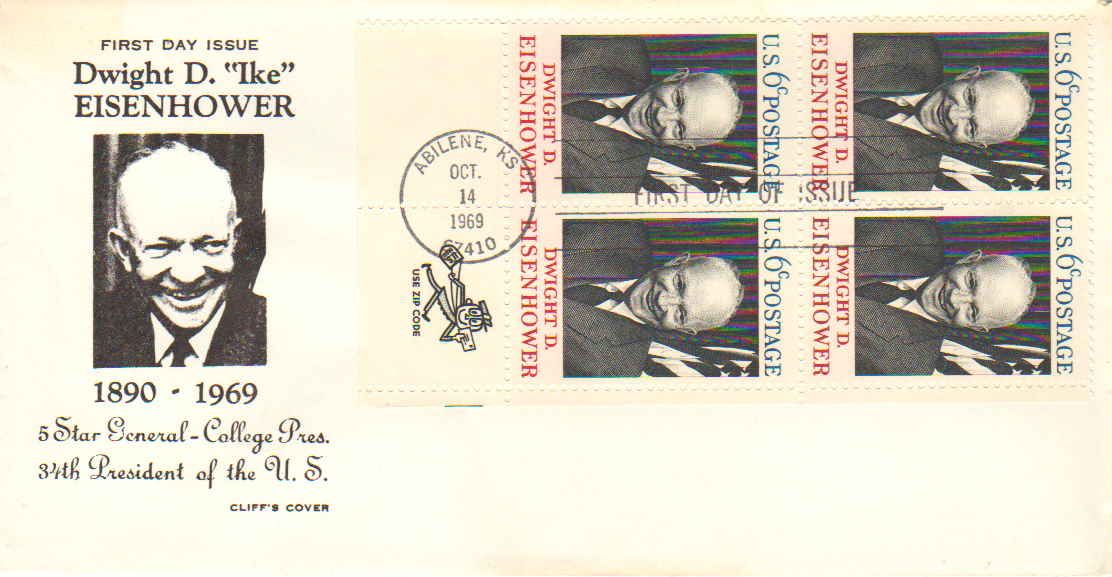 FIRST DAY ISSUE
Dwight D. "Ike"
EISENHOWER
1890 - 1969
5 Star General - College Pres.
34th President of the U. S.
CLIFF'S COVER
ABILENE, KS
OCT.
14
1969
67410
FIRST DAY OF ISSUE
USE ZIP CODE
DWIGHT D.
EISENHOWER
U.S. 6c POSTAGE
DWIGHT D.
EISENHOWER
U.S. 6c POSTAGE
DWIGHT D.
EISENHOWER
U.S. 6c POSTAGE
DWIGHT D.
EISENHOWER
U.S. 6c POSTAGE